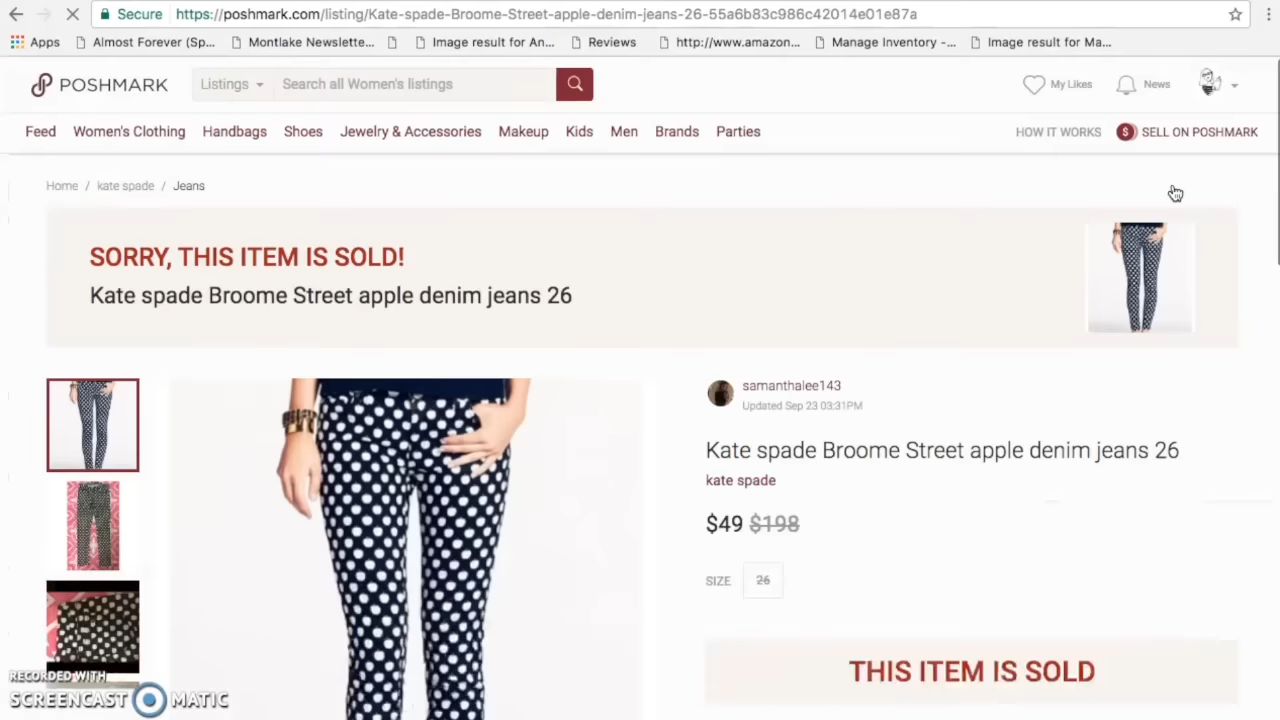 Secure https://poshmark.com/listing/Kate-spade-Broome-Street-apple-denim-jeans-26-55a6b83c986c42014e01e87a
Apps Almost Forever (Sp... Montlake Newslette... Image result for An... Reviews http://www.amazon... Manage Inventory -... Image result for Ma...
POSHMARK Listings Search all Women's listings My Likes News
Feed Women's Clothing Handbags Shoes Jewelry & Accessories Makeup Kids Men Brands Parties HOW IT WORKS $ SELL ON POSHMARK
Home / kate spade / Jeans
SORRY, THIS ITEM IS SOLD!
Kate spade Broome Street apple denim jeans 26
samanthalee143
Updated Sep 23 03:31PM
Kate spade Broome Street apple denim jeans 26
kate spade
$49 $198
SIZE 26
THIS ITEM IS SOLD
RECORDED WITH
SCREENCAST MATIC